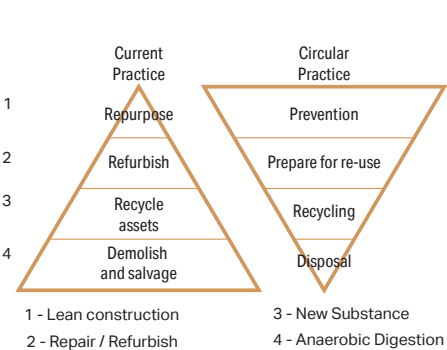 Current
Practice
Circular
Practice
1
Repurpose
Prevention
2
Refurbish
Prepare for re-use
3
Recycle
assets
Recycling
4
Demolish
and salvage
Disposal
1 - Lean construction
3 - New Substance
2 - Repair / Refurbish
4 - Anaerobic Digestion